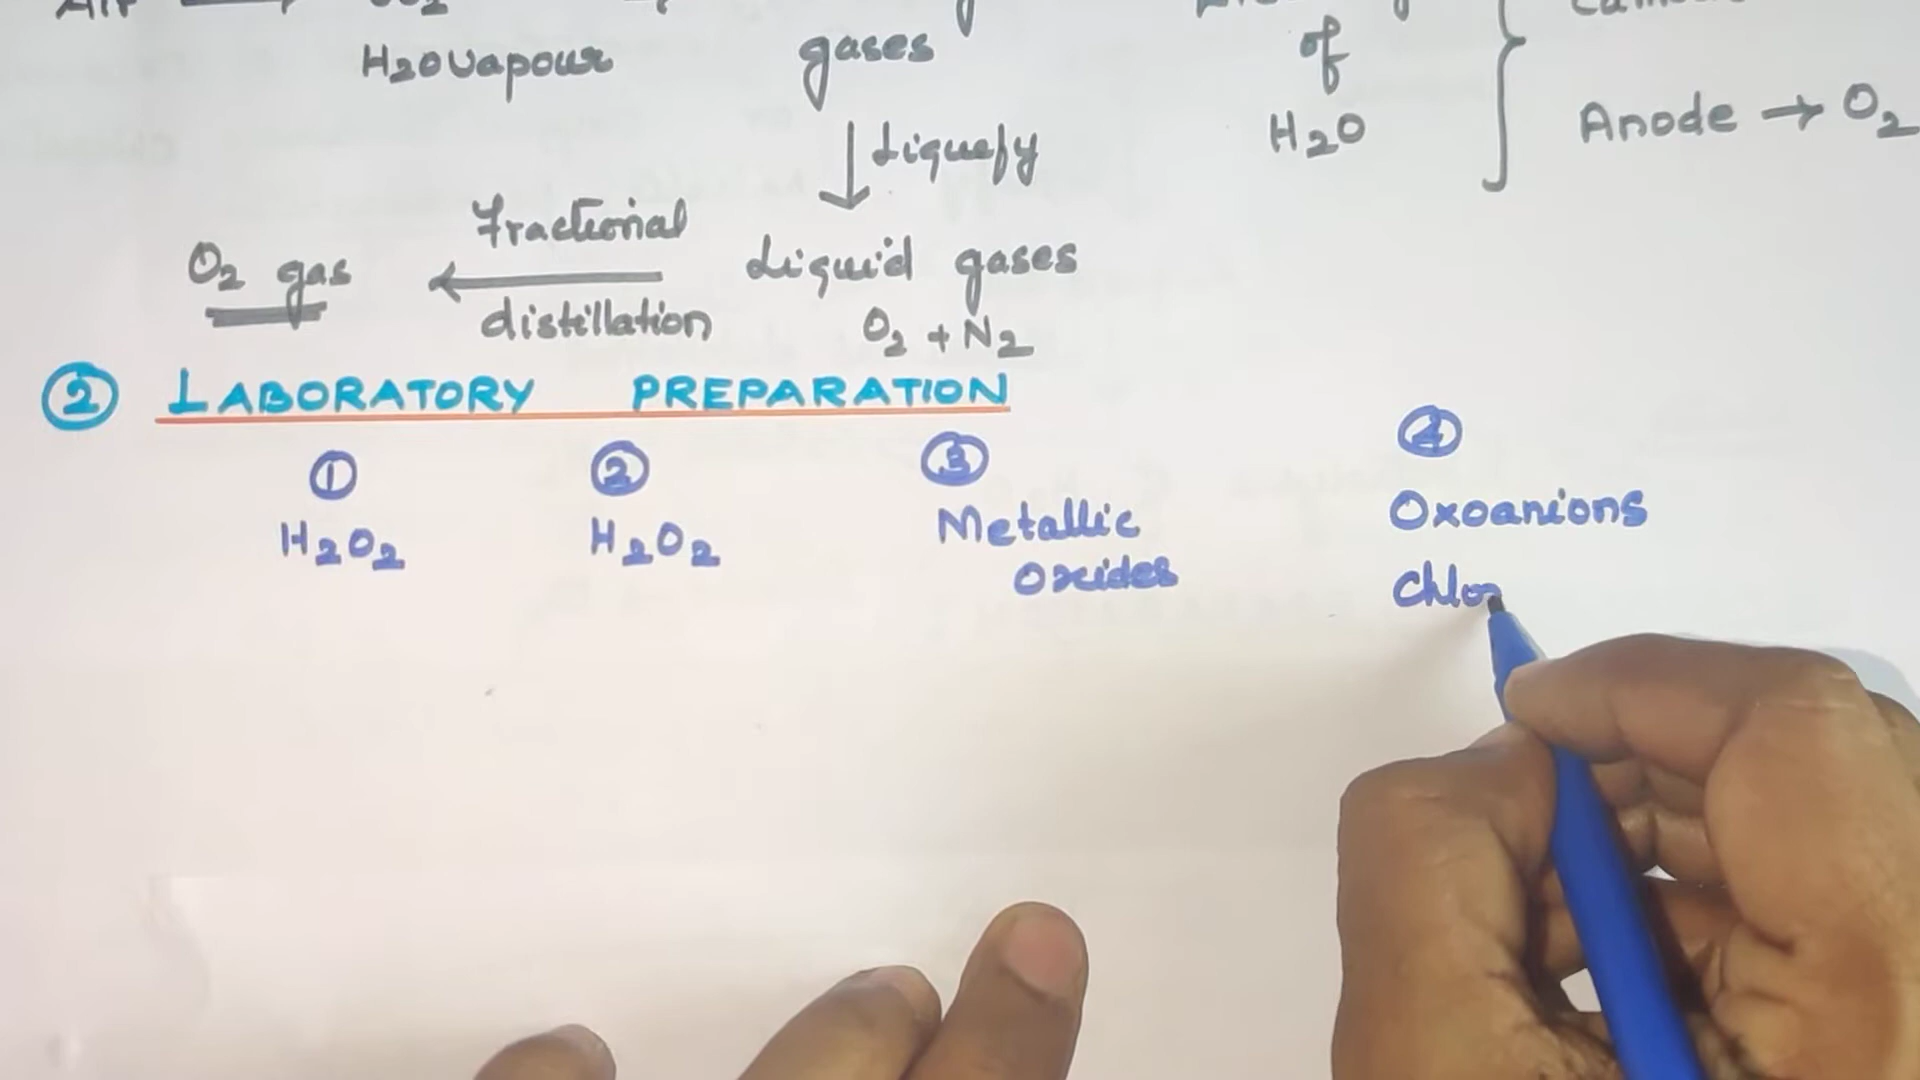 H2O vapour
gases
of
H2O
Anode → O2
↓ Liquefy
Fractional
O2 gas ← Liquid gases
distillation
O2 + N2
② LABORATORY PREPARATION
① ② ③ ④
H2O2 H2O2 Metallic Oxoanions
Oxides Chlo